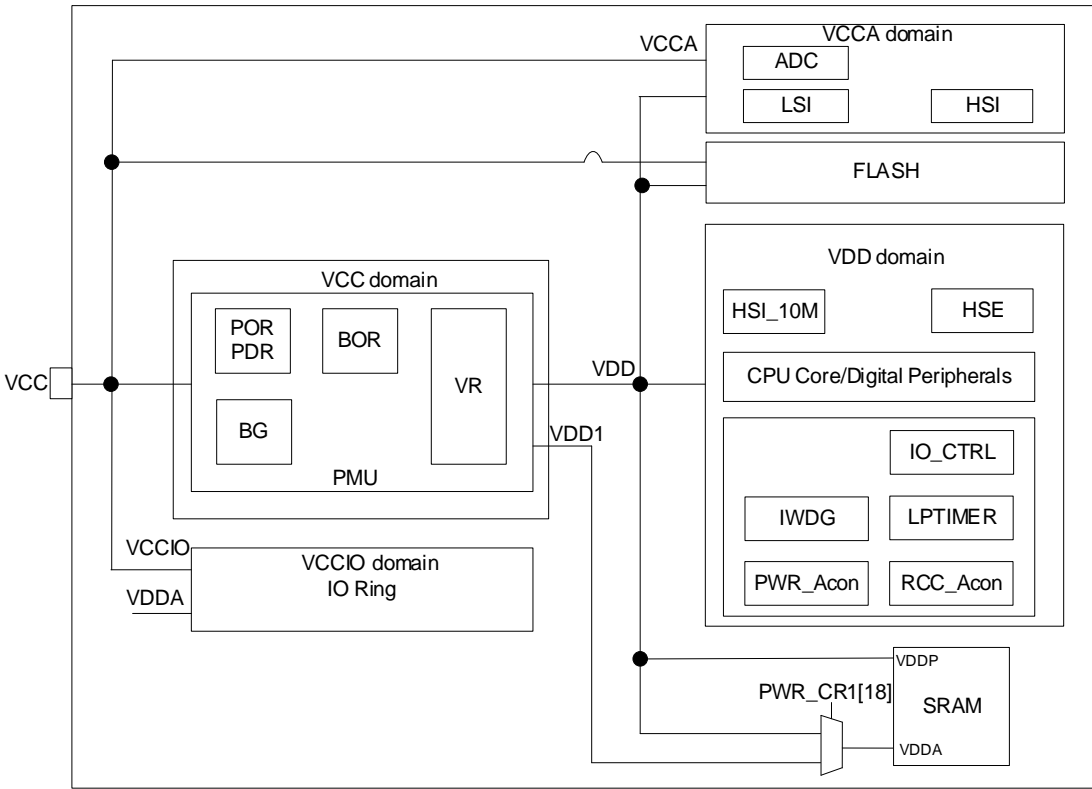 VCCA
VCCA domain
ADC
LSI
HSI
FLASH
VCC domain
POR
PDR
BOR
VR
BG
PMU
VCC
VDD
VDD1
VDD domain
HSI_10M
HSE
CPU Core/Digital Peripherals
IO_CTRL
IWDG
LPTIMER
PWR_Acon
RCC_Acon
VCCIO
VCCIO domain
IO Ring
VDDA
PWR_CR1[18]
VDDP
SRAM
VDDA